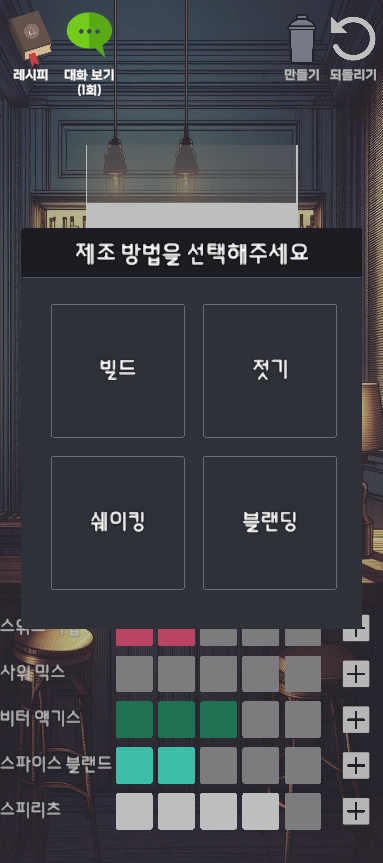 레시피
대화 보기
(1회)
만들기
되돌리기
제조 방법을 선택해주세요
빌드
젓기
쉐이킹
블랜딩
사워 믹스
비터 액기스
스파이스 블랜드
스피리츠